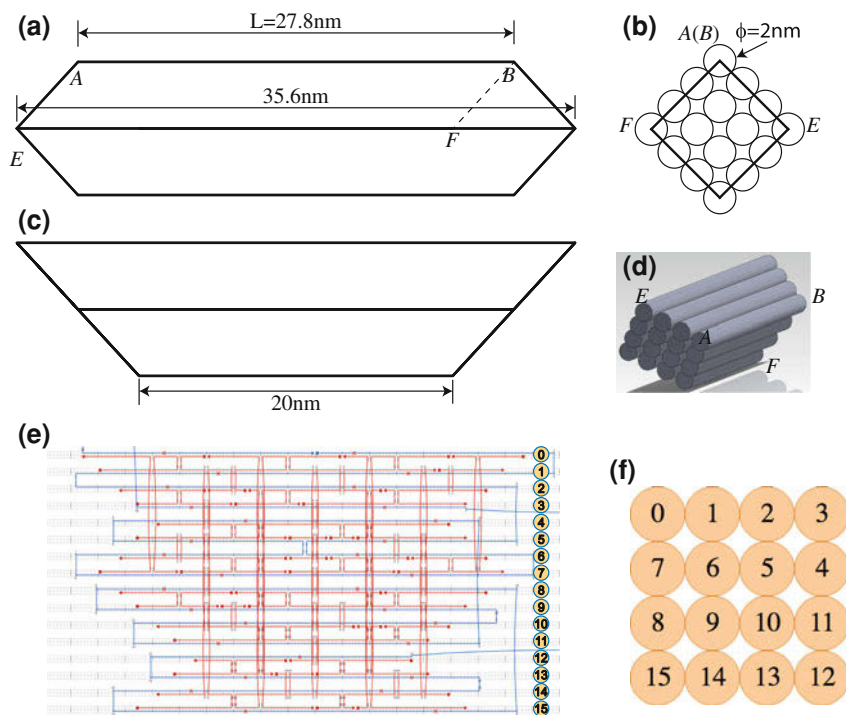 (a)
L=27.8nm
A
B
35.6nm
F
E
(b)
A(B)
ϕ=2nm
F
E
(c)
20nm
(d)
E
B
A
F
(e)
0
1
2
3
4
5
6
7
8
9
10
11
12
13
14
15
(f)
0 1 2 3
7 6 5 4
8 9 10 11
15 14 13 12